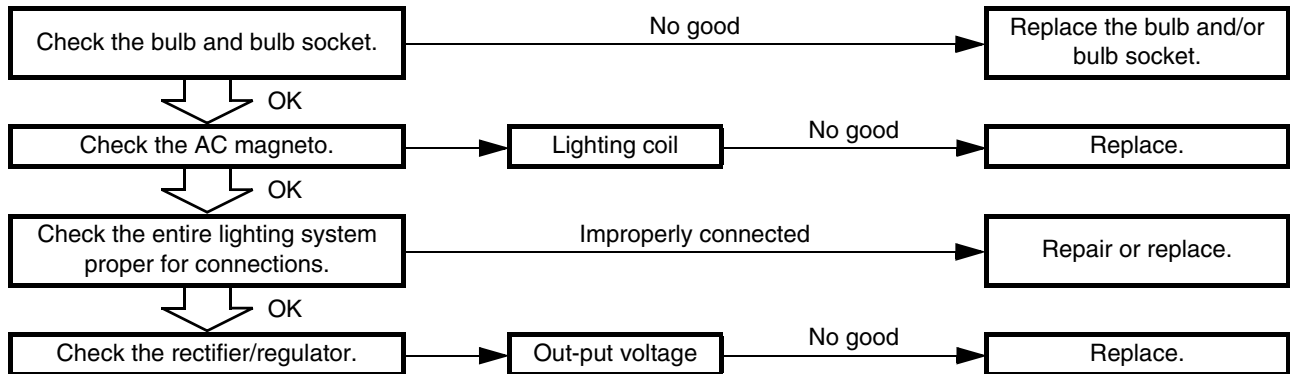 Check the bulb and bulb socket.
No good
Replace the bulb and/or
bulb socket.
OK
Check the AC magneto.
Lighting coil
No good
Replace.
OK
Check the entire lighting system
proper for connections.
Improperly connected
Repair or replace.
OK
Check the rectifier/regulator.
Out-put voltage
No good
Replace.